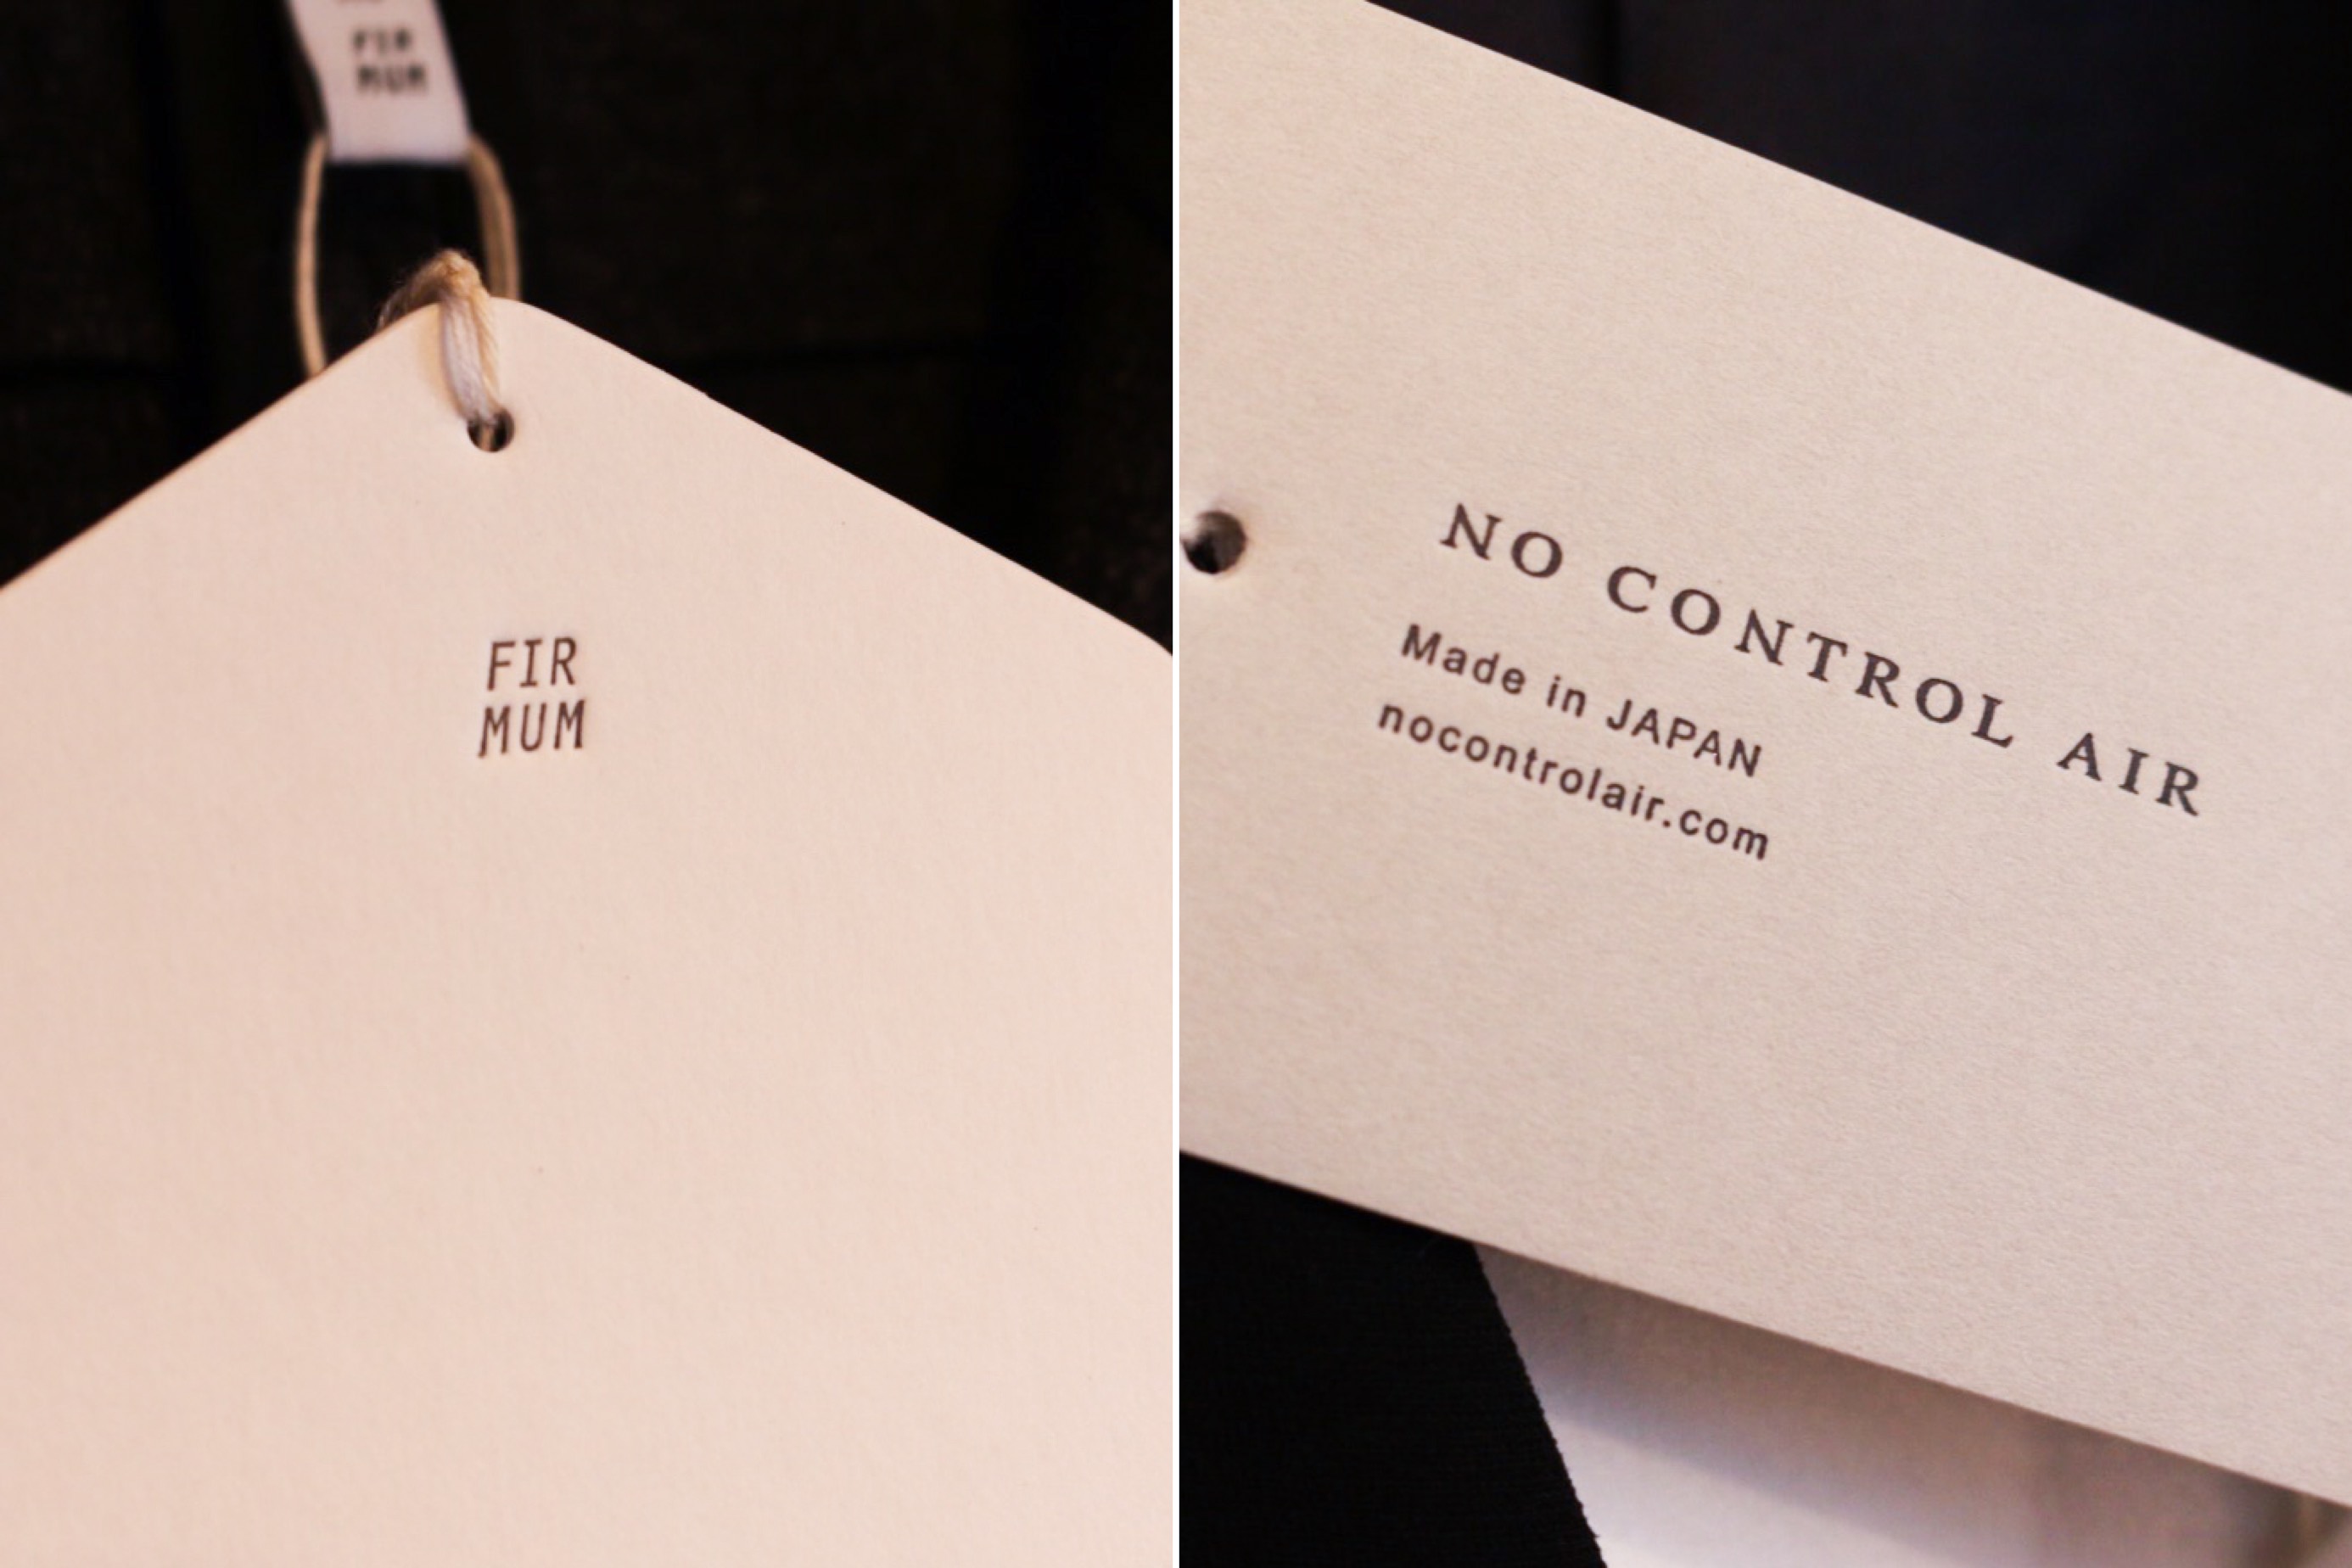 FIR
MUM
FIR
MUM
NO CONTROL AIR
Made in JAPAN
nocontrolair.com